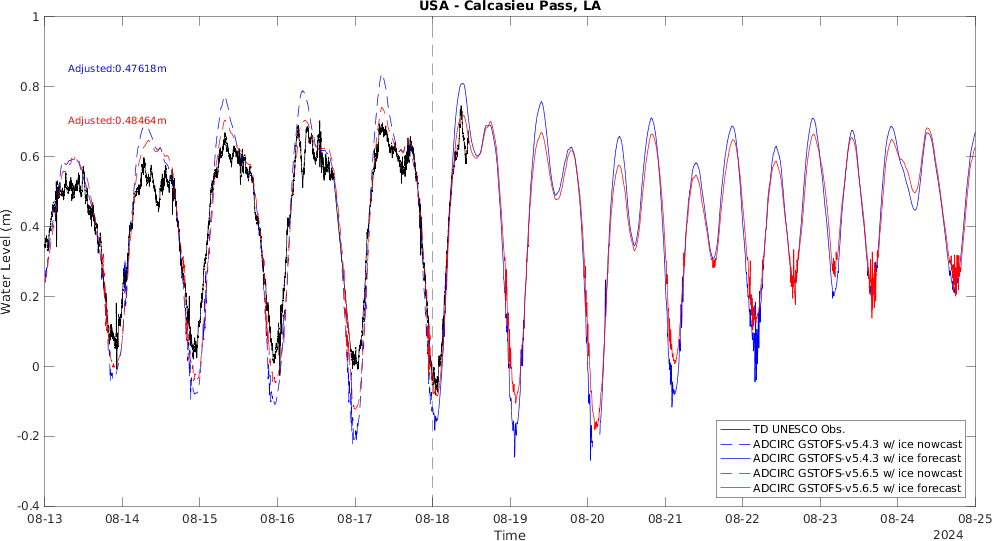 USA - Calcasieu Pass, LA
1
0.8
0.6
0.4
0.2
0
-0.2
-0.4
Water Level (m)
Adjusted:0.47618m
Adjusted:0.48464m
TD UNESCO Obs.
ADCIRC GSTOFS-v5.4.3 w/ ice nowcast
ADCIRC GSTOFS-v5.4.3 w/ ice forecast
ADCIRC GSTOFS-v5.6.5 w/ ice nowcast
ADCIRC GSTOFS-v5.6.5 w/ ice forecast
08-13 08-14 08-15 08-16 08-17 08-18 08-19 08-20 08-21 08-22 08-23 08-24 08-25
Time
2024